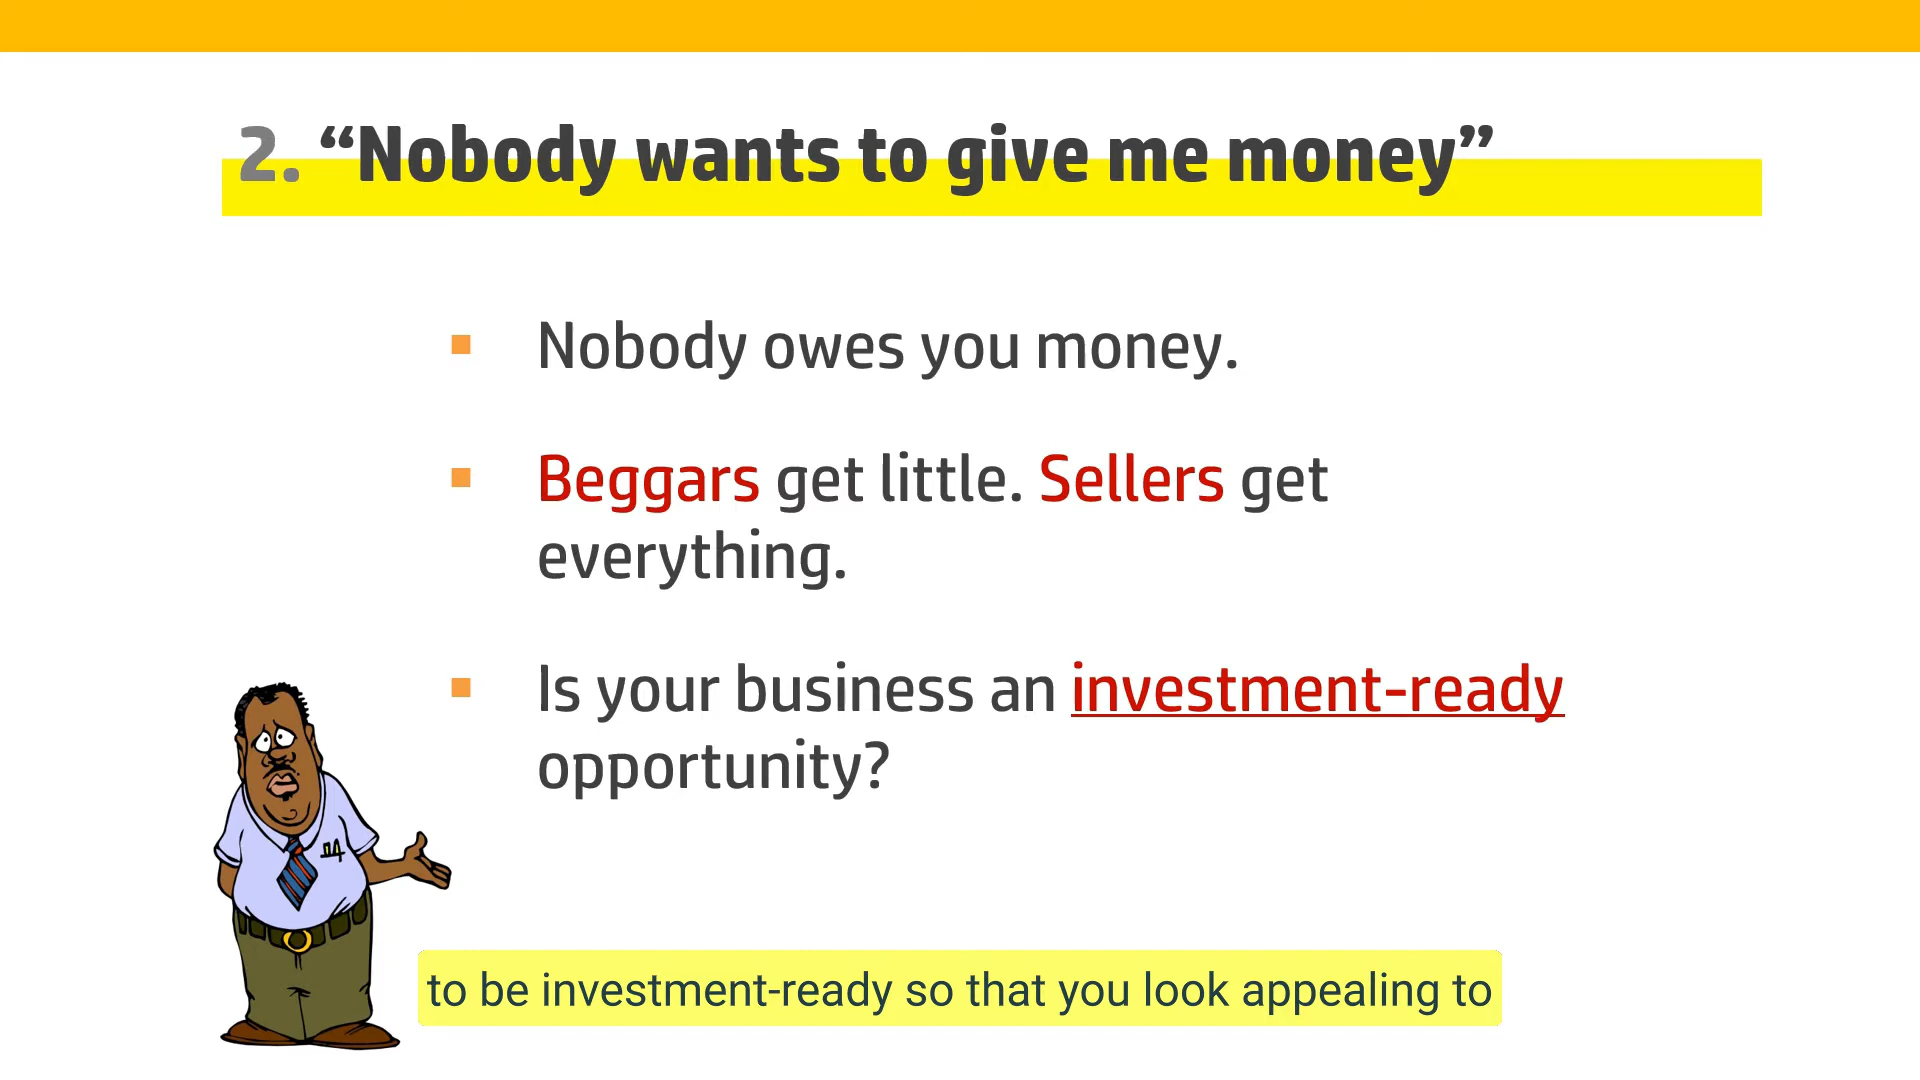 2. “Nobody wants to give me money”
Nobody owes you money.
Beggars get little. Sellers get
everything.
Is your business an investment-ready
opportunity?
to be investment-ready so that you look appealing to